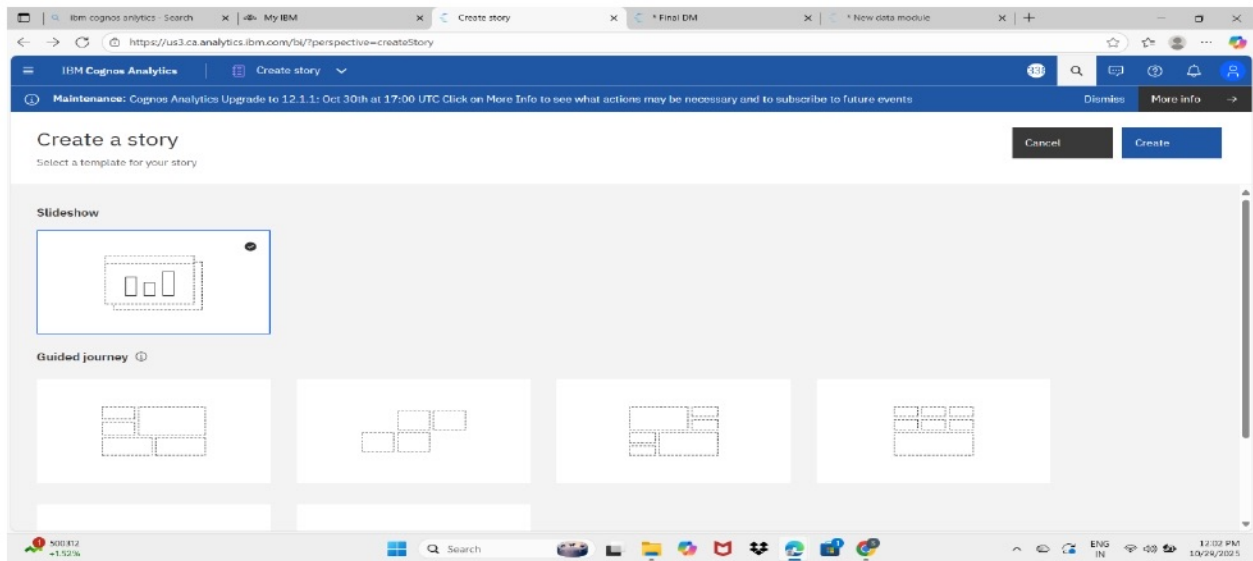 ibm cognos anlytics - Search
My IBM
Create story
* Final DM
* New data module
https://us3.ca.analytics.ibm.com/bi/?perspective=createStory
IBM Cognos Analytics
Create story
Maintenance: Cognos Analytics Upgrade to 12.1.1: Oct 30th at 17:00 UTC Click on More Info to see what actions may be necessary and to subscribe to future events
Dismiss
More info
Create a story
Select a template for your story
Cancel
Create
Slideshow
Guided journey
1
500312
+1.52%
Search
ENG
IN
12:02 PM
10/29/2025